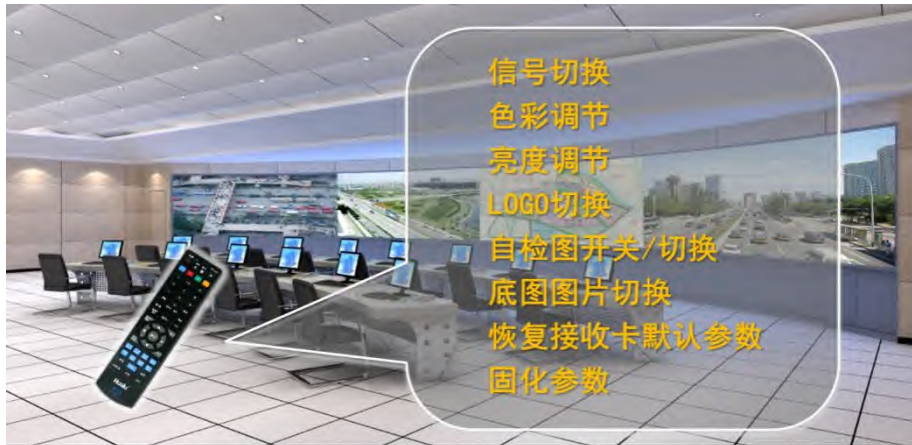 信号切换
色彩调节
亮度调节
LOGO切换
自检图开关/切换
底图图片切换
恢复接收卡默认参数
固化参数